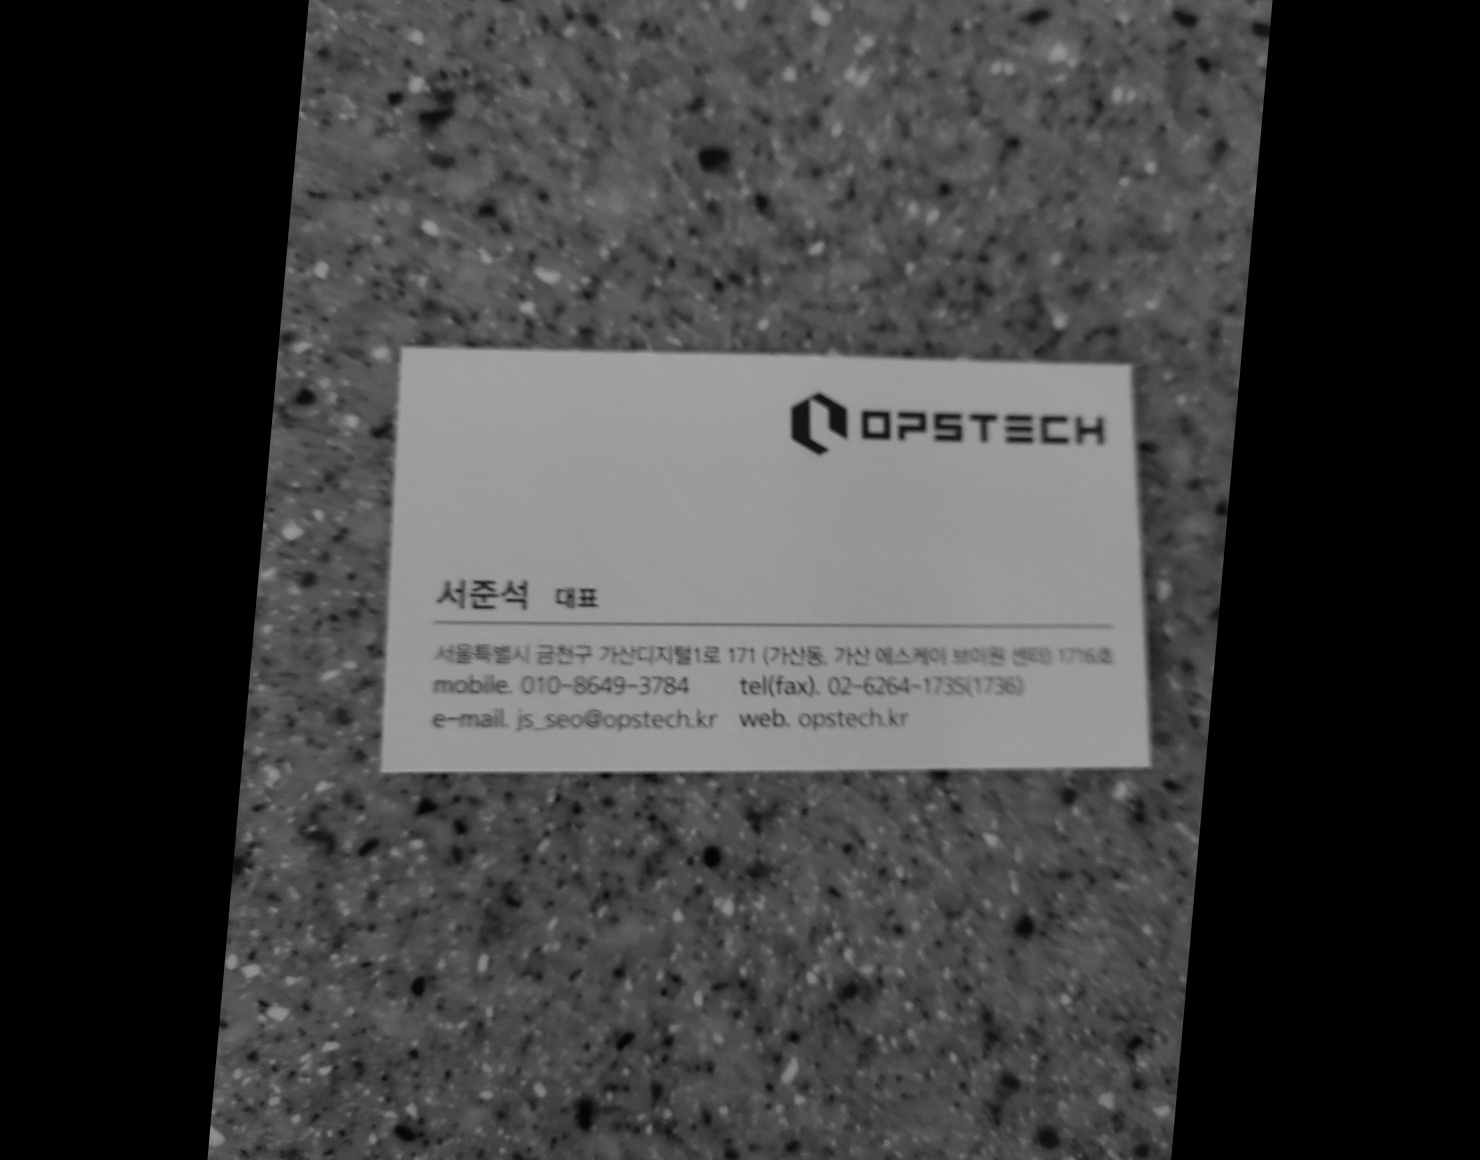 OPSTECH
서준석 대표
서울특별시 금천구 가산디지털1로 171 (가산동, 가산 에스케이 브이원 센터) 1716호
mobile. 010-8649-3784 tel(fax). 02-6264-1735(1736)
e-mail. js_seo@opstech.kr web. opstech.kr